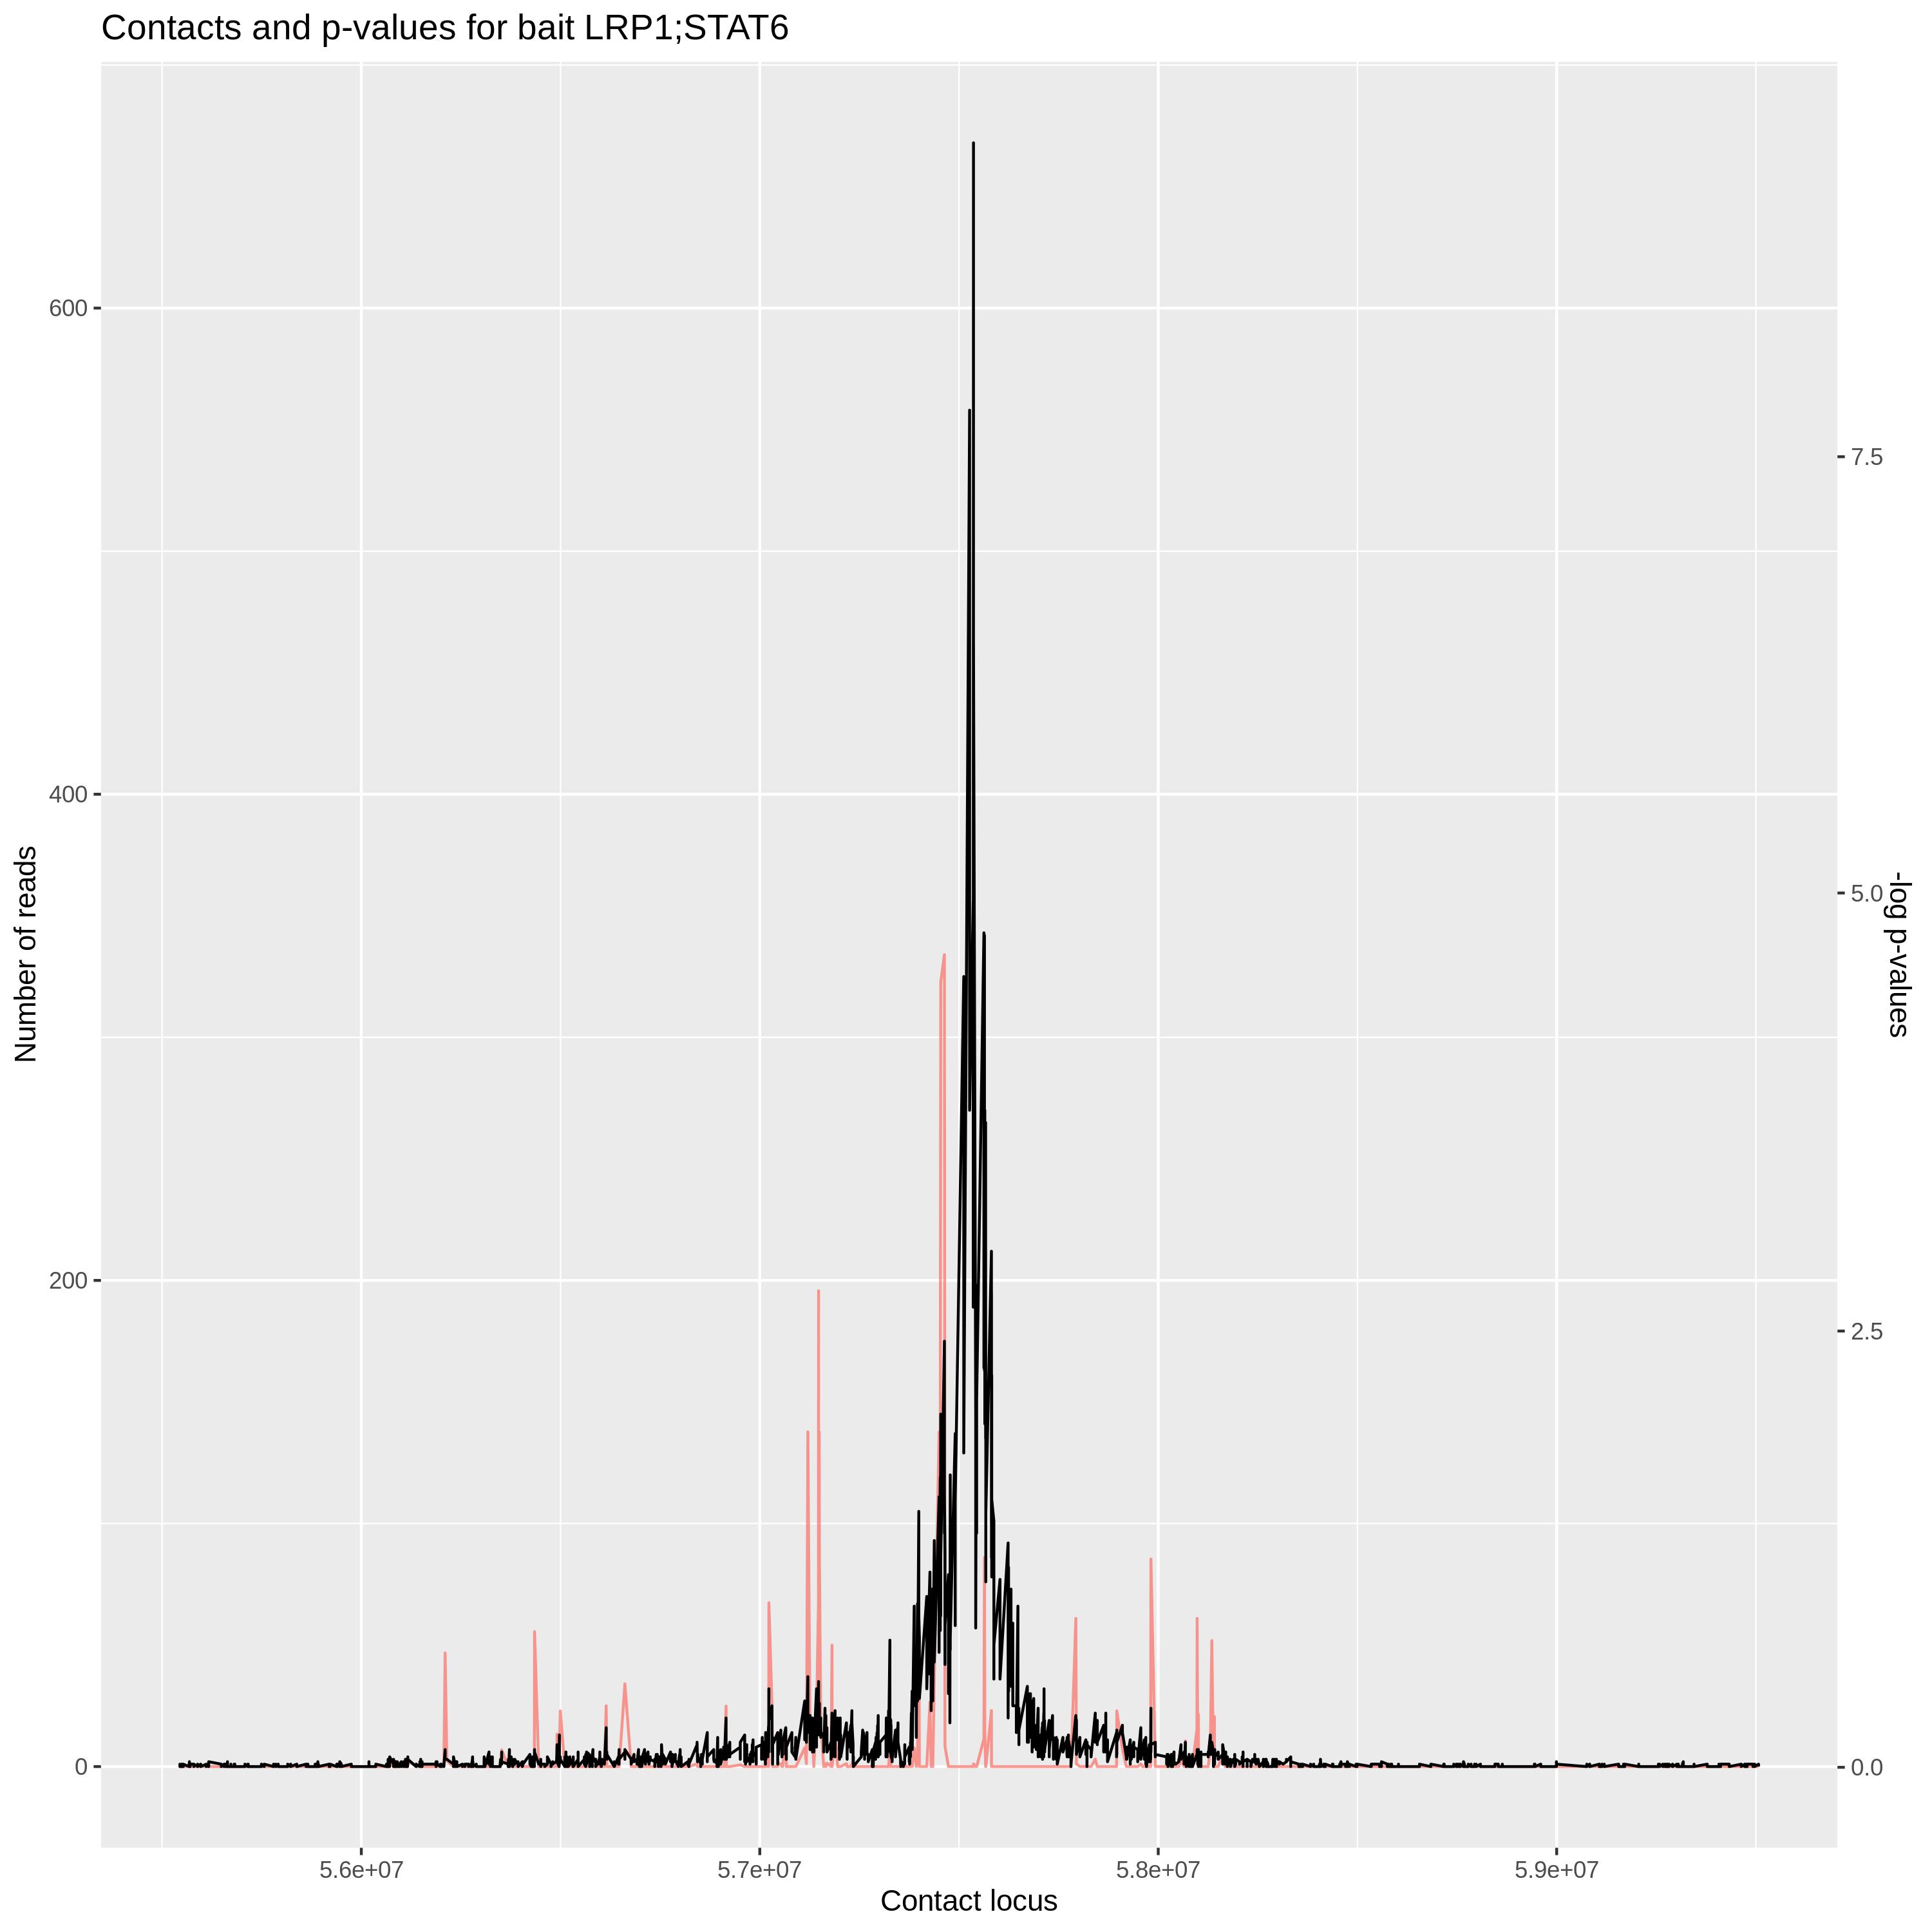 Contacts and p-values for bait LRP1;STAT6
600
400
200
0
Number of reads
7.5
5.0
2.5
0.0
-log p-values
5.6e+07
5.7e+07
5.8e+07
5.9e+07
Contact locus